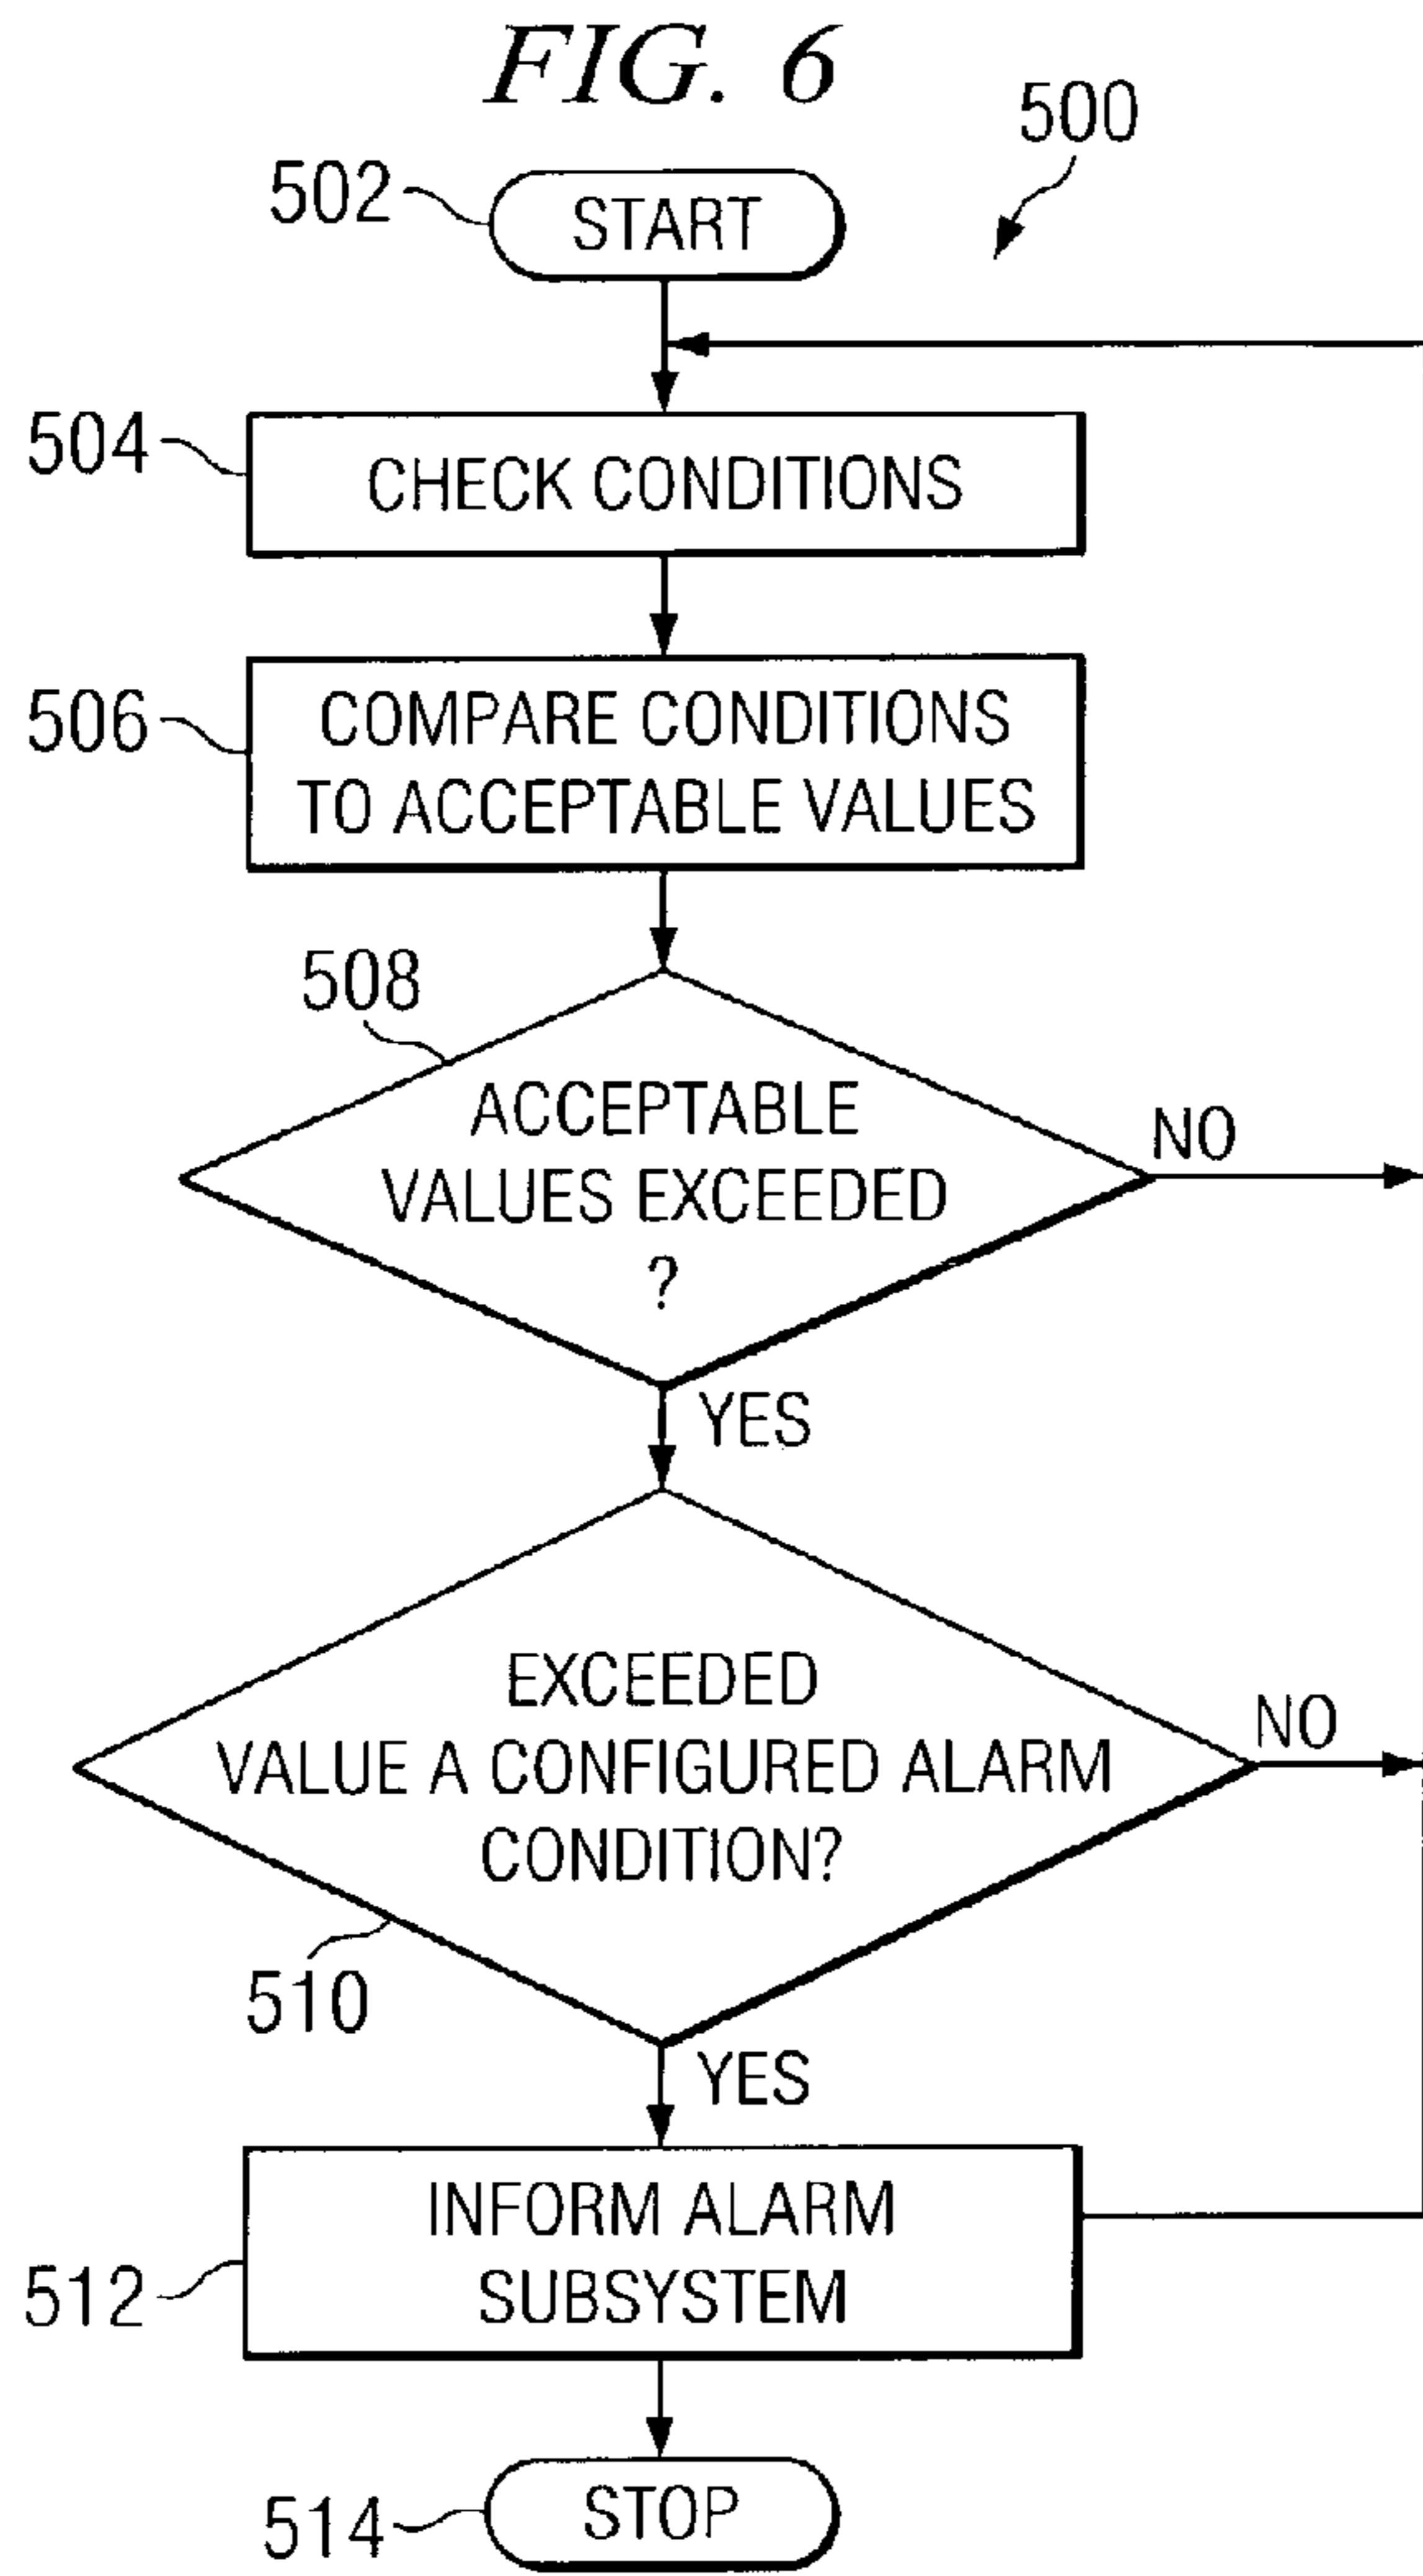 FIG. 6
500
502
START
504
CHECK CONDITIONS
506
COMPARE CONDITIONS
TO ACCEPTABLE VALUES
508
ACCEPTABLE
VALUES EXCEEDED
?
NO
YES
EXCEEDED
VALUE A CONFIGURED ALARM
CONDITION?
NO
510
YES
INFORM ALARM
SUBSYSTEM
512
STOP
514